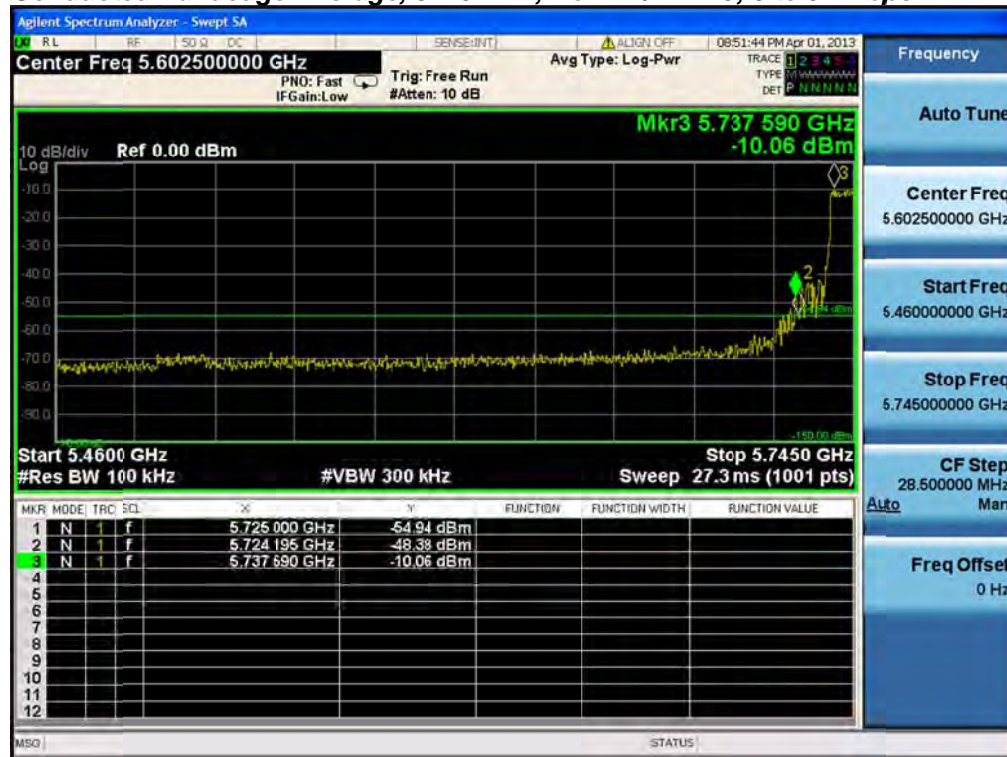 Agilent Spectrum Analyzer - Swept SA
RL RF 50 Ω DC SENSE:INT ALIGN OFF 08:51:44 PM Apr 01, 2013
Center Freq 5.602500000 GHz
PNO: Fast
IFGain:Low
Trig: Free Run
#Atten: 10 dB
Avg Type: Log-Pwr
TRACE 1 2 3 4 5 6
TYPE
DET P N N N N N
Mkr3 5.737 590 GHz
-10.06 dBm
10 dB/div Ref 0.00 dBm
Log
-10.0
-20.0
-30.0
-40.0
-50.0
-60.0
-70.0
-80.0
-90.0
3
2
-150.00 dBm
Start 5.4600 GHz
Stop 5.7450 GHz
#Res BW 100 kHz #VBW 300 kHz Sweep 27.3 ms (1001 pts)
MKR MODE TRC SCL X Y FUNCTION FUNCTION WIDTH FUNCTION VALUE
1 N 1 f 5.725 000 GHz -54.94 dBm
2 N 1 f 5.724 195 GHz -48.38 dBm
3 N 1 f 5.737 590 GHz -10.06 dBm
4
5
6
7
8
9
10
11
12
MSG STATUS
Frequency
Auto Tune
Center Freq
5.602500000 GHz
Start Freq
5.460000000 GHz
Stop Freq
5.745000000 GHz
CF Step
28.500000 MHz
Auto Man
Freq Offset
0 Hz